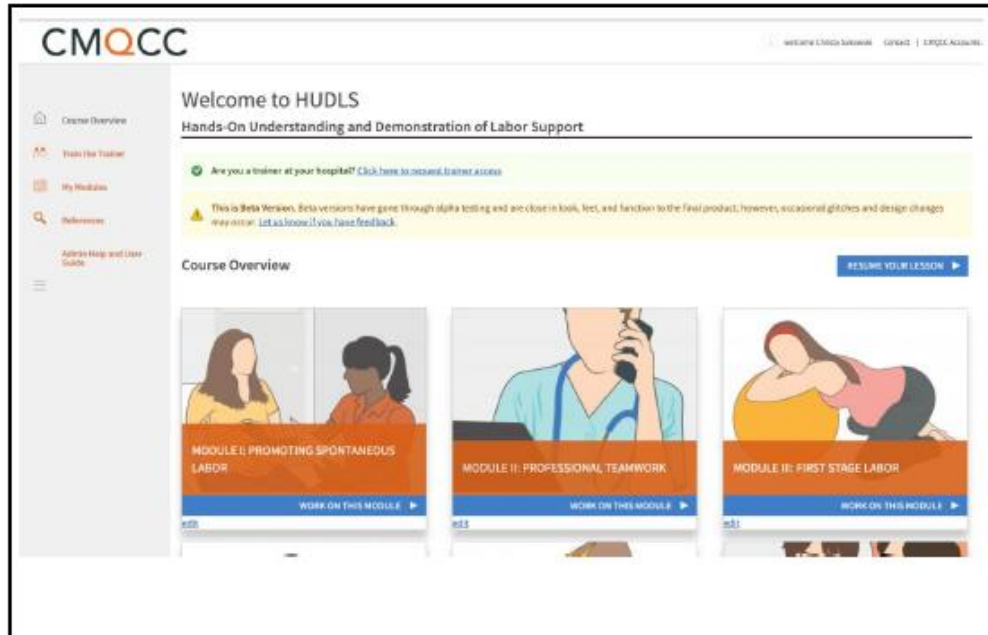 CMQCC
Contact | CMQCC Accounts
Welcome to HUDLS
Hands-On Understanding and Demonstration of Labor Support
Course Overview
Train the Trainer
My Modules
References
Admin Help and User
Guide
Are you a trainer at your hospital? Click here to request trainer access
This is Beta Version. Beta versions have gone through alpha testing and are close in look, feel, and function to the final product; however, occasional glitches and design changes
may occur. Let us know if you have feedback.
Course Overview
RESUME YOUR LESSON
MODULE I: PROMOTING SPONTANEOUS
LABOR
WORK ON THIS MODULE
edit
MODULE II: PROFESSIONAL TEAMWORK
WORK ON THIS MODULE
edit
MODULE III: FIRST STAGE LABOR
WORK ON THIS MODULE
edit